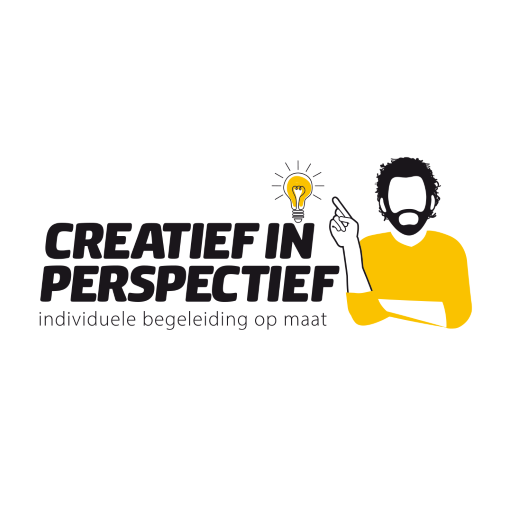 CREATIEF IN
PERSPECTIEF
individuele begeleiding op maat